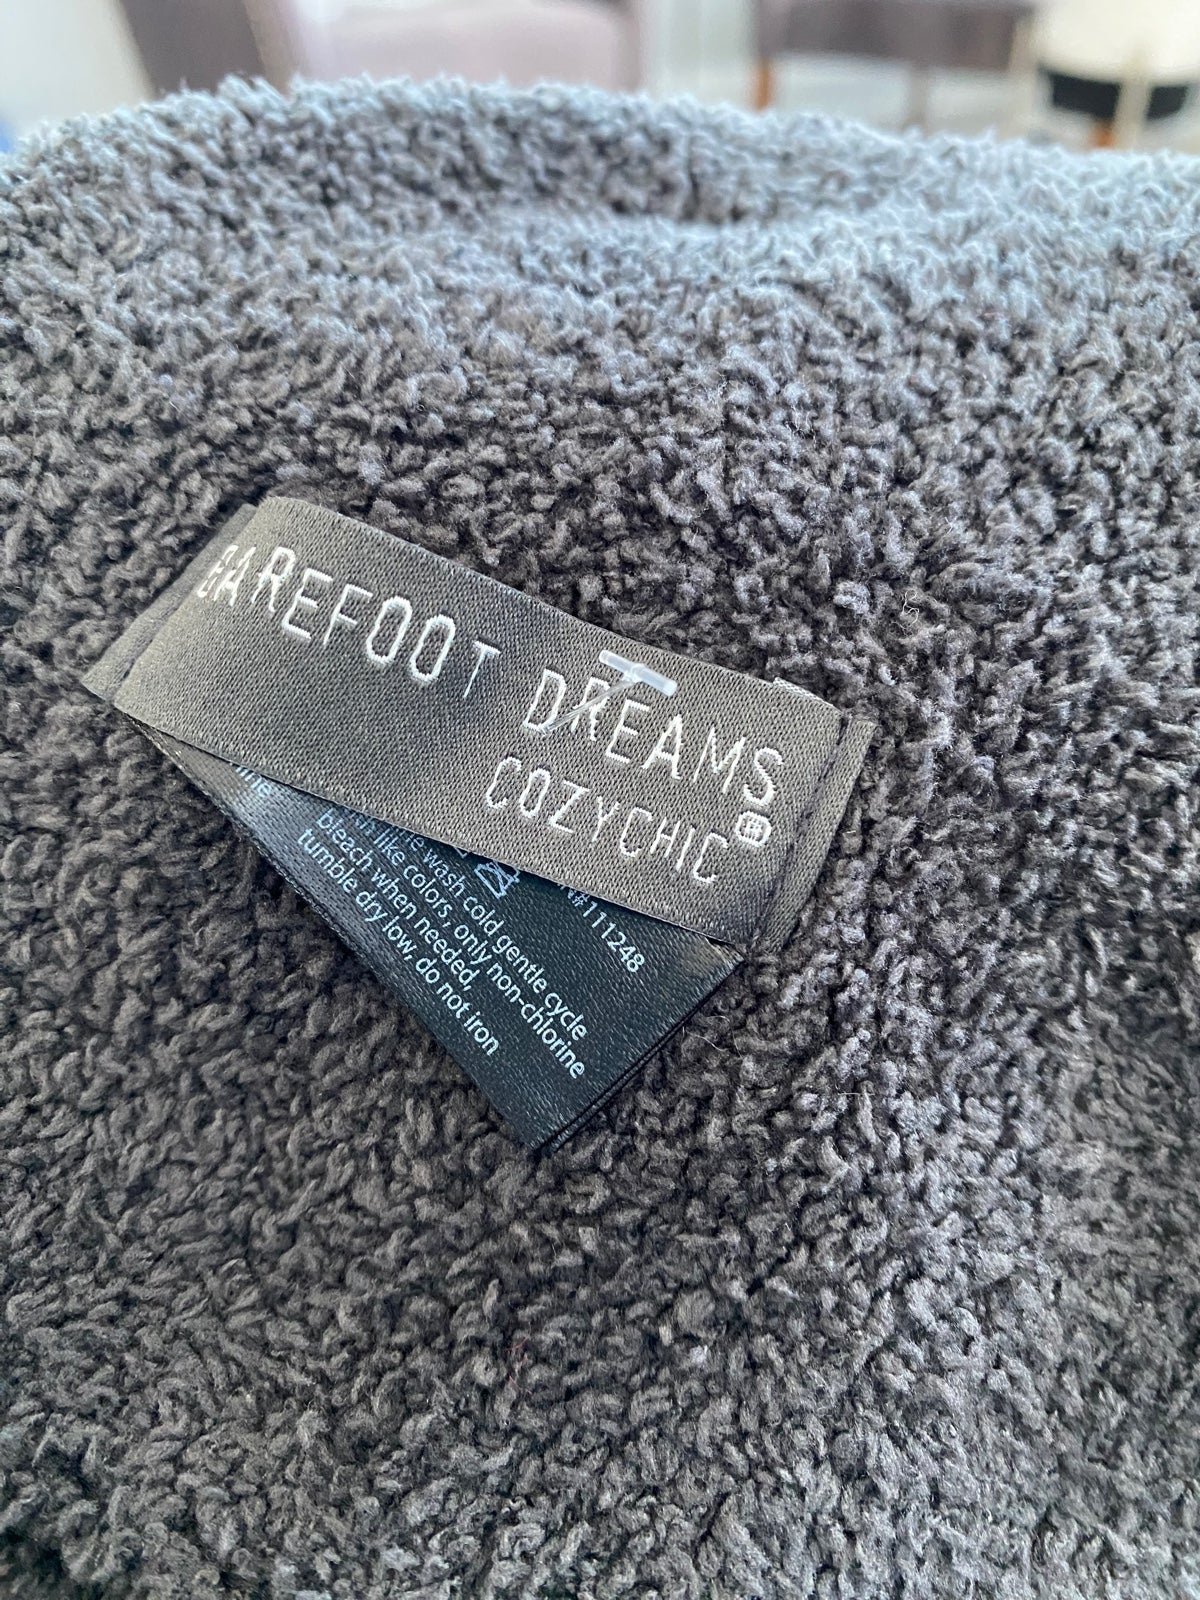 BAREFOOT DREAMS
COZYCHIC®
#111248
wash cold gentle cycle
like colors, only non-chlorine
bleach when needed,
tumble dry low, do not iron